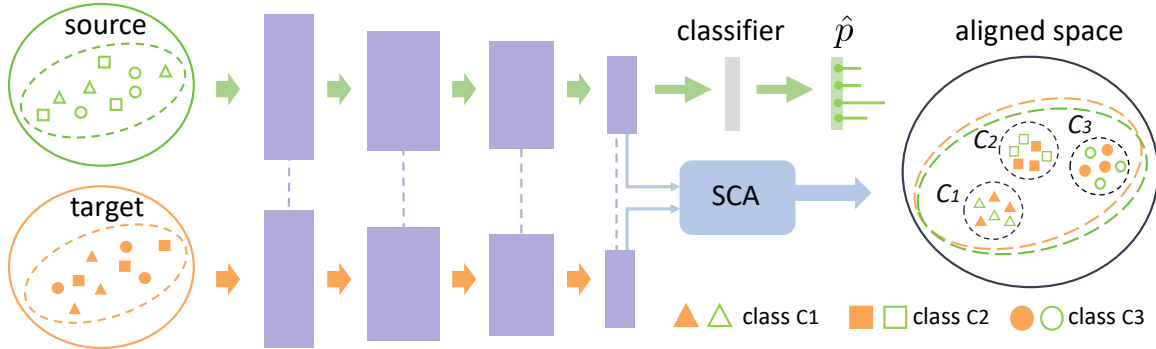 source
classifier
p̂
aligned space
target
SCA
C2
C3
C1
class C1
class C2
class C3